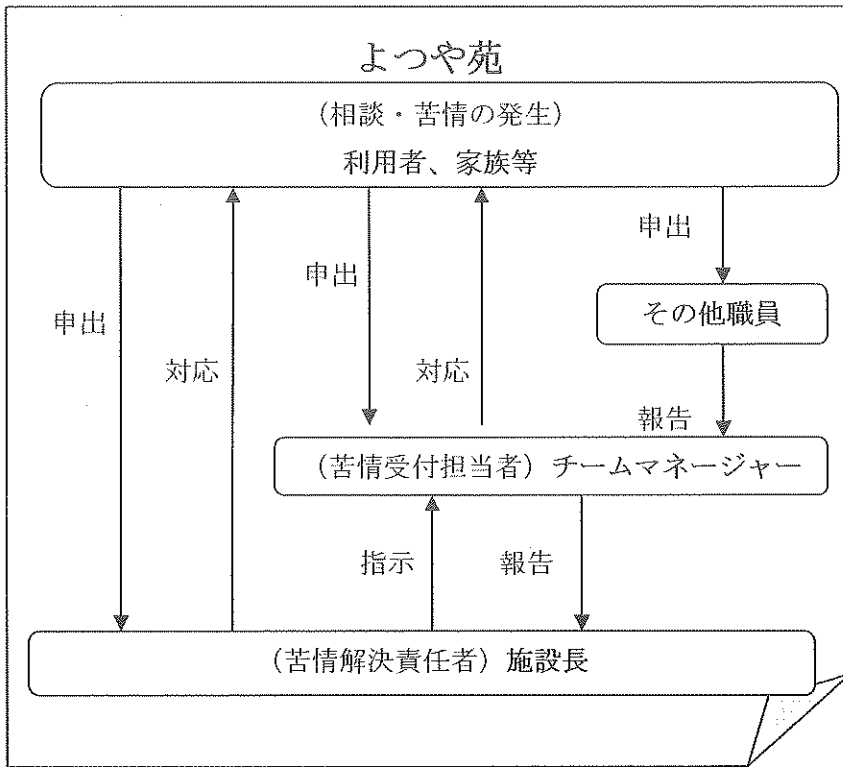 よつや苑
(相談・苦情の発生)
利用者、家族等
申出
申出
その他職員
申出
対応
対応
報告
(苦情受付担当者) チームマネージャー
指示
報告
(苦情解決責任者) 施設長